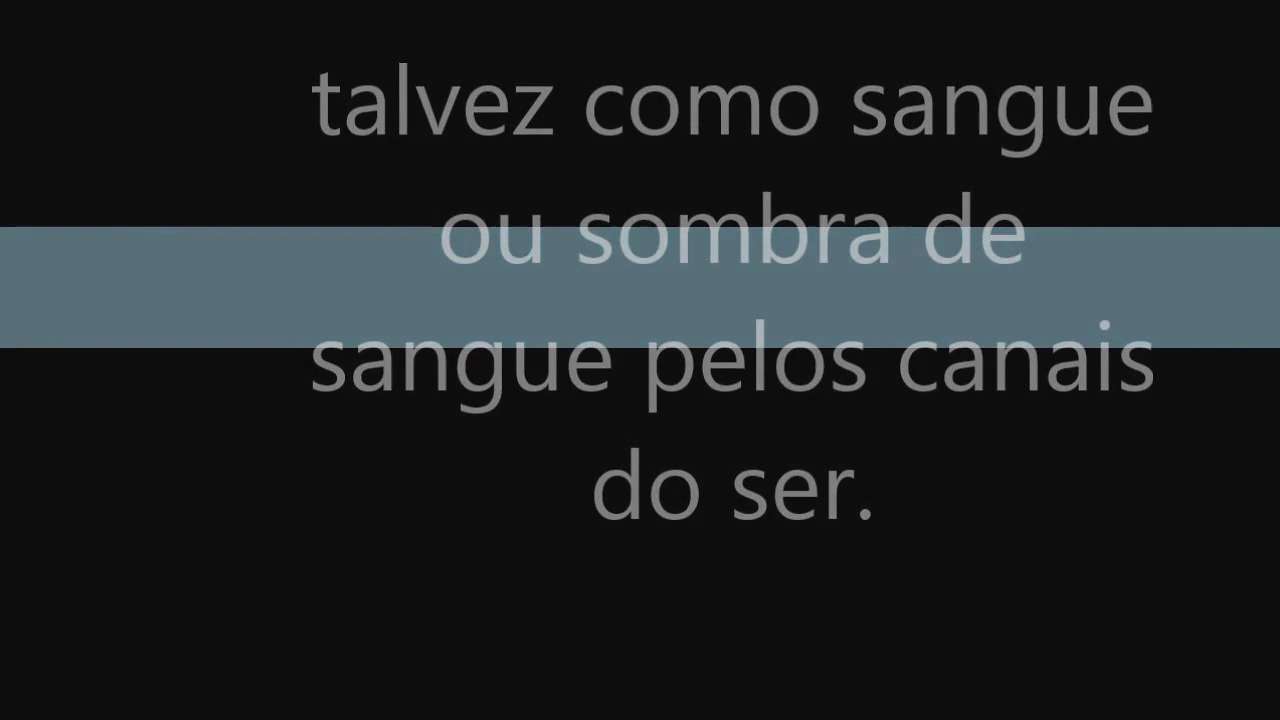 talvez como sangue
ou sombra de
sangue pelos canais
do ser.